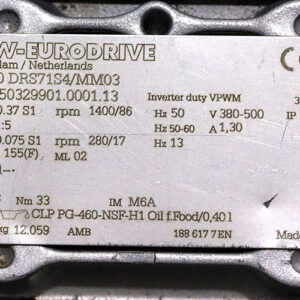 W-EURODRIVE
dam / Netherlands
0 DRS71S4/MM03
50329901.0001.13 Inverter duty VPWM 3
0.37 S1 rpm 1400/86 Hz 50 V 380-500 IP
:5 Hz 50-60 A 1,30
0.075 S1 rpm 280/17 Hz 13
155(F) ML 02
Nm 33 IM M6A
CLP PG-460-NSF-H1 Oil f.Food/0,40 l
kg 12.059 AMB 188 617 7 EN